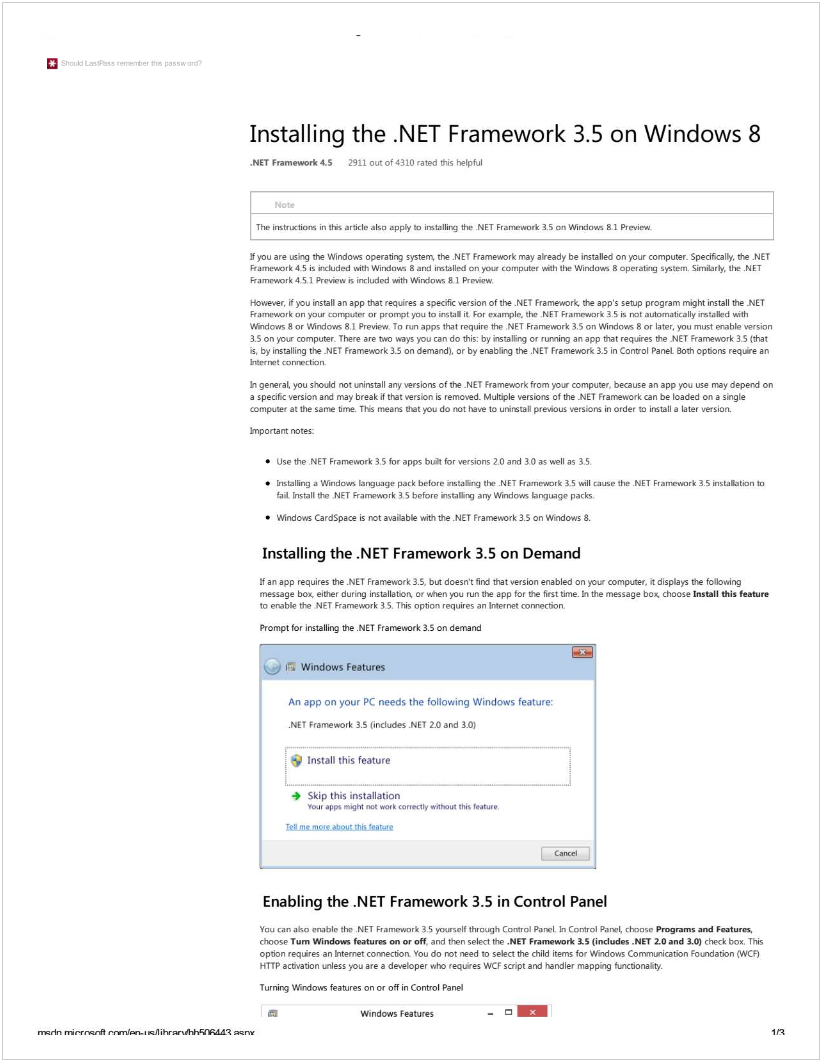 Should LastPass remember this password?
Installing the .NET Framework 3.5 on Windows 8
.NET Framework 4.5 2911 out of 4310 rated this helpful
Note
The instructions in this article also apply to installing the .NET Framework 3.5 on Windows 8.1 Preview.
If you are using the Windows operating system, the .NET Framework may already be installed on your computer. Specifically, the .NET
Framework 4.5 is included with Windows 8 and installed on your computer with the Windows 8 operating system. Similarly, the .NET
Framework 4.5.1 Preview is included with Windows 8.1 Preview.
However, if you install an app that requires a specific version of the .NET Framework, the app's setup program might install the .NET
Framework on your computer or prompt you to install it. For example, the .NET Framework 3.5 is not automatically installed with
Windows 8 or Windows 8.1 Preview. To run apps that require the .NET Framework 3.5 on Windows 8 or later, you must enable version
3.5 on your computer. There are two ways you can do this: by installing or running an app that requires the .NET Framework 3.5 (that
is, by installing the .NET Framework 3.5 on demand), or by enabling the .NET Framework 3.5 in Control Panel. Both options require an
Internet connection.
In general, you should not uninstall any versions of the .NET Framework from your computer, because an app you use may depend on
a specific version and may break if that version is removed. Multiple versions of the .NET Framework can be loaded on a single
computer at the same time. This means that you do not have to uninstall previous versions in order to install a later version.
Important notes:
• Use the .NET Framework 3.5 for apps built for versions 2.0 and 3.0 as well as 3.5.
• Installing a Windows language pack before installing the .NET Framework 3.5 will cause the .NET Framework 3.5 installation to
fail. Install the .NET Framework 3.5 before installing any Windows language packs.
• Windows CardSpace is not available with the .NET Framework 3.5 on Windows 8.
Installing the .NET Framework 3.5 on Demand
If an app requires the .NET Framework 3.5, but doesn't find that version enabled on your computer, it displays the following
message box, either during installation, or when you run the app for the first time. In the message box, choose Install this feature
to enable the .NET Framework 3.5. This option requires an Internet connection.
Prompt for installing the .NET Framework 3.5 on demand
Windows Features
An app on your PC needs the following Windows feature:
.NET Framework 3.5 (includes .NET 2.0 and 3.0)
Install this feature
Skip this installation
Your apps might not work correctly without this feature.
Tell me more about this feature
Cancel
Enabling the .NET Framework 3.5 in Control Panel
You can also enable the .NET Framework 3.5 yourself through Control Panel. In Control Panel, choose Programs and Features,
choose Turn Windows features on or off, and then select the .NET Framework 3.5 (includes .NET 2.0 and 3.0) check box. This
option requires an Internet connection. You do not need to select the child items for Windows Communication Foundation (WCF)
HTTP activation unless you are a developer who requires WCF script and handler mapping functionality.
Turning Windows features on or off in Control Panel
Windows Features
msdn.microsoft.com/en-us/library/hh506443.aspx 1/3